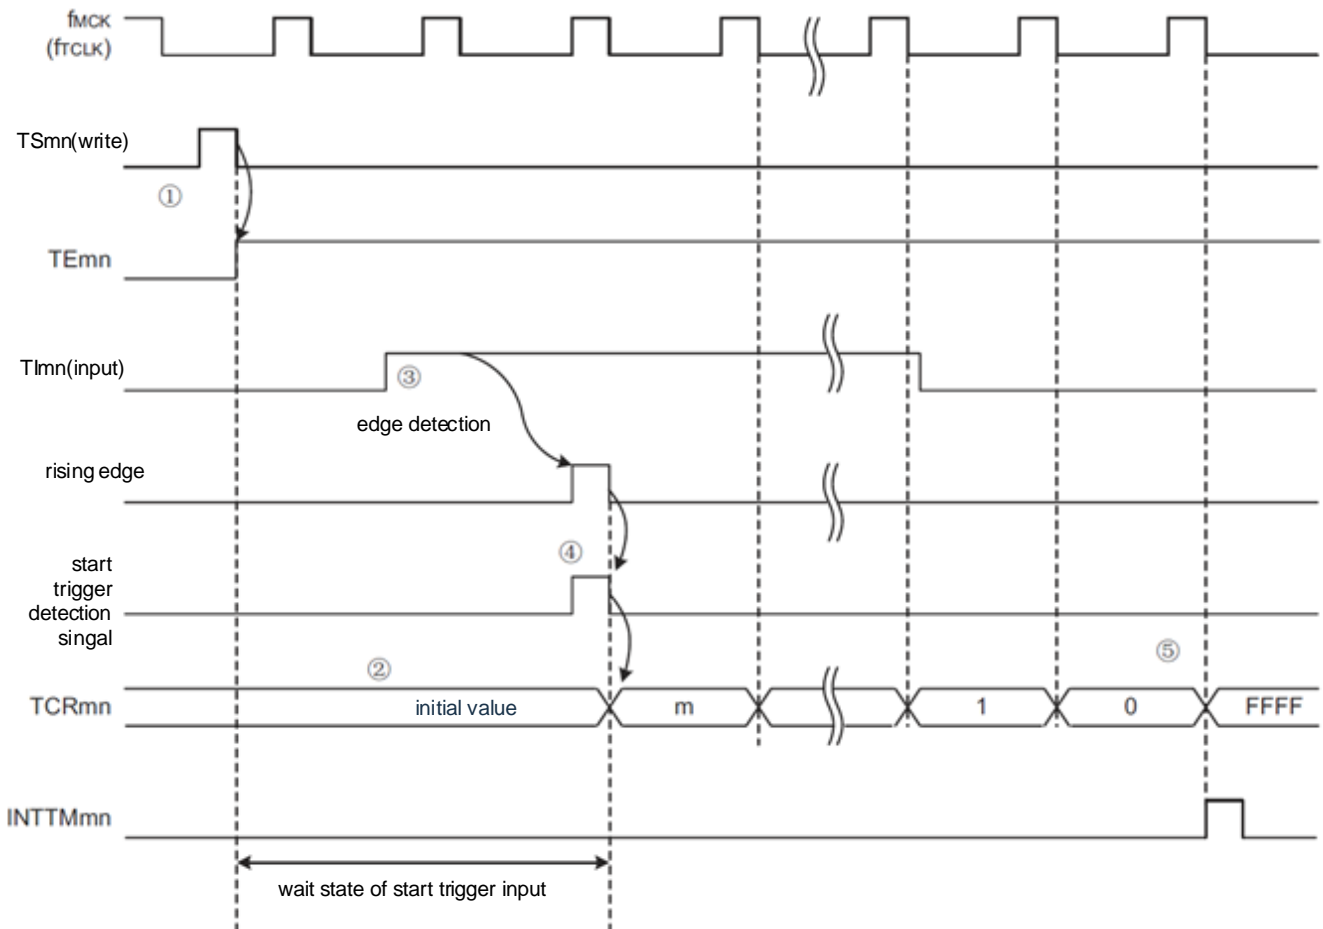 fMCK
(fTCLK)
TSmn(write)
①
TEmn
TImn(input)
③
edge detection
rising edge
④
start
trigger
detection
singal
②
⑤
TCRmn
initial value
m
1
0
FFFF
INTTMmn
wait state of start trigger input